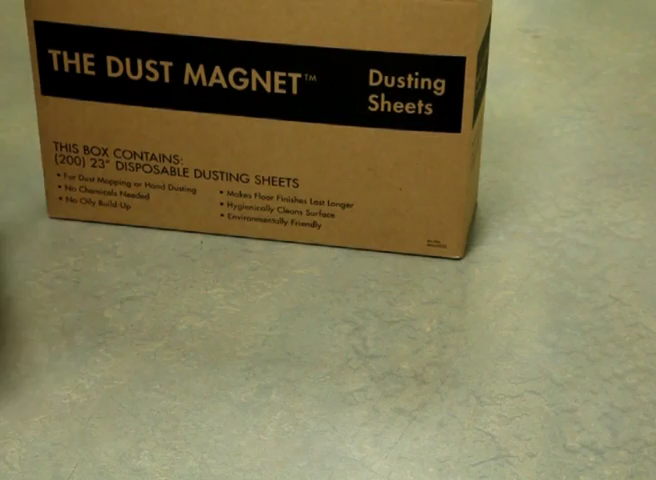 THE DUST MAGNET™
Dusting
Sheets
THIS BOX CONTAINS:
(200) 23" DISPOSABLE DUSTING SHEETS
• For Dust Mopping or Hand Dusting
• No Chemicals Needed
• No Oily Build-Up
• Makes Floor Finishes Last Longer
• Hygienically Cleans Surface
• Environmentally Friendly